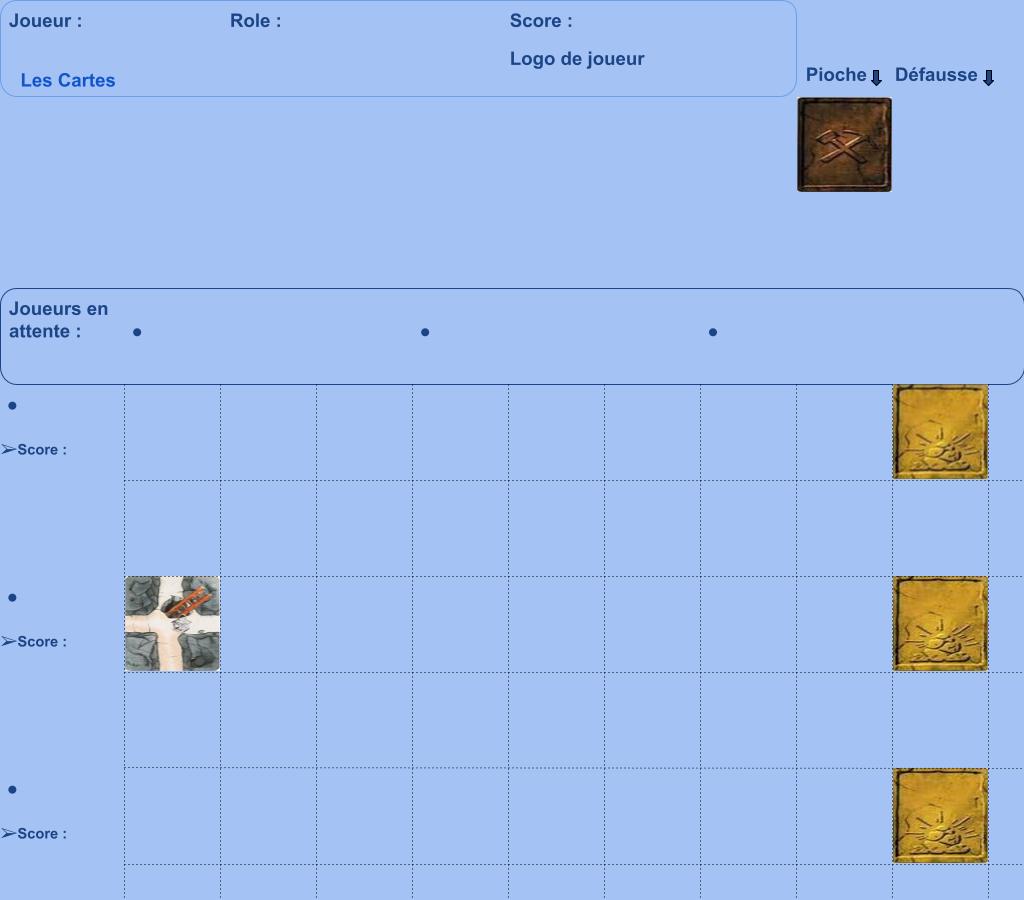 Joueur :
Role :
Score :
Logo de joueur
Les Cartes
Pioche
Défausse
Joueurs en
attente :
Score :
Score :
Score :